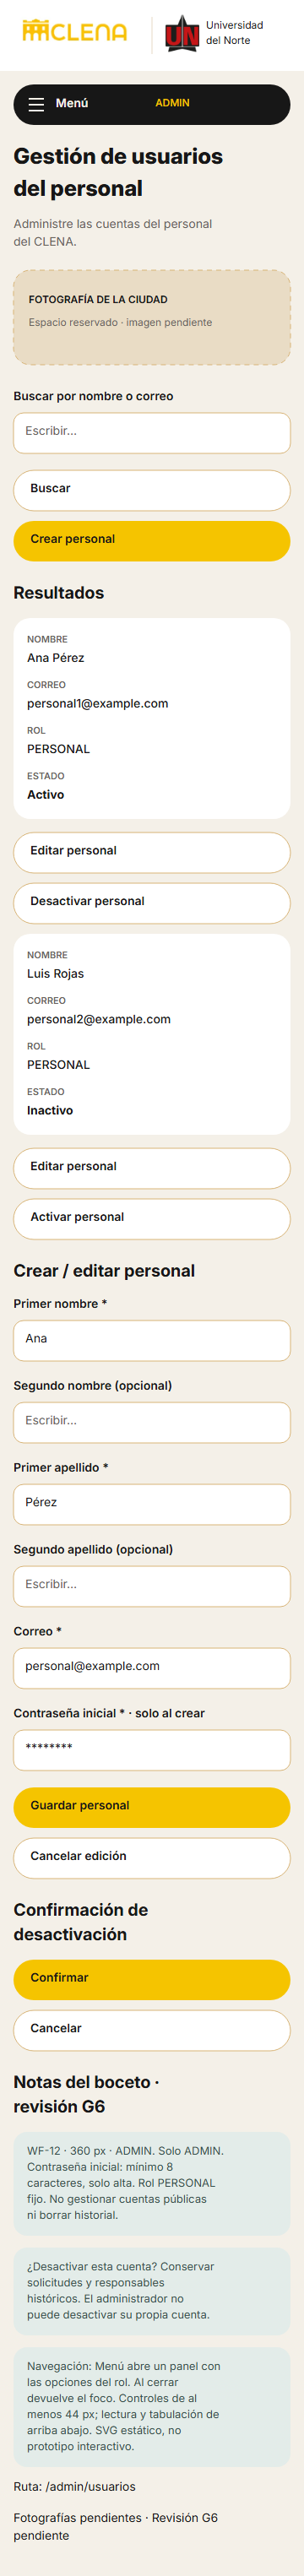 CLENA
UN
Universidad
del Norte
Menú
ADMIN
Gestión de usuarios
del personal
Administre las cuentas del personal
del CLENA.
FOTOGRAFÍA DE LA CIUDAD
Espacio reservado · imagen pendiente
Buscar por nombre o correo
Escribir...
Buscar
Crear personal
Resultados
NOMBRE
Ana Pérez
CORREO
personal1@example.com
ROL
PERSONAL
ESTADO
Activo
Editar personal
Desactivar personal
NOMBRE
Luis Rojas
CORREO
personal2@example.com
ROL
PERSONAL
ESTADO
Inactivo
Editar personal
Activar personal
Crear / editar personal
Primer nombre *
Ana
Segundo nombre (opcional)
Escribir...
Primer apellido *
Pérez
Segundo apellido (opcional)
Escribir...
Correo *
personal@example.com
Contraseña inicial * · solo al crear
********
Guardar personal
Cancelar edición
Confirmación de
desactivación
Confirmar
Cancelar
Notas del boceto ·
revisión G6
WF-12 · 360 px · ADMIN. Solo ADMIN.
Contraseña inicial: mínimo 8
caracteres, solo alta. Rol PERSONAL
fijo. No gestionar cuentas públicas
ni borrar historial.
¿Desactivar esta cuenta? Conservar
solicitudes y responsables
históricos. El administrador no
puede desactivar su propia cuenta.
Navegación: Menú abre un panel con
las opciones del rol. Al cerrar
devuelve el foco. Controles de al
menos 44 px; lectura y tabulación de
arriba abajo. SVG estático, no
prototipo interactivo.
Ruta: /admin/usuarios
Fotografías pendientes · Revisión G6
pendiente